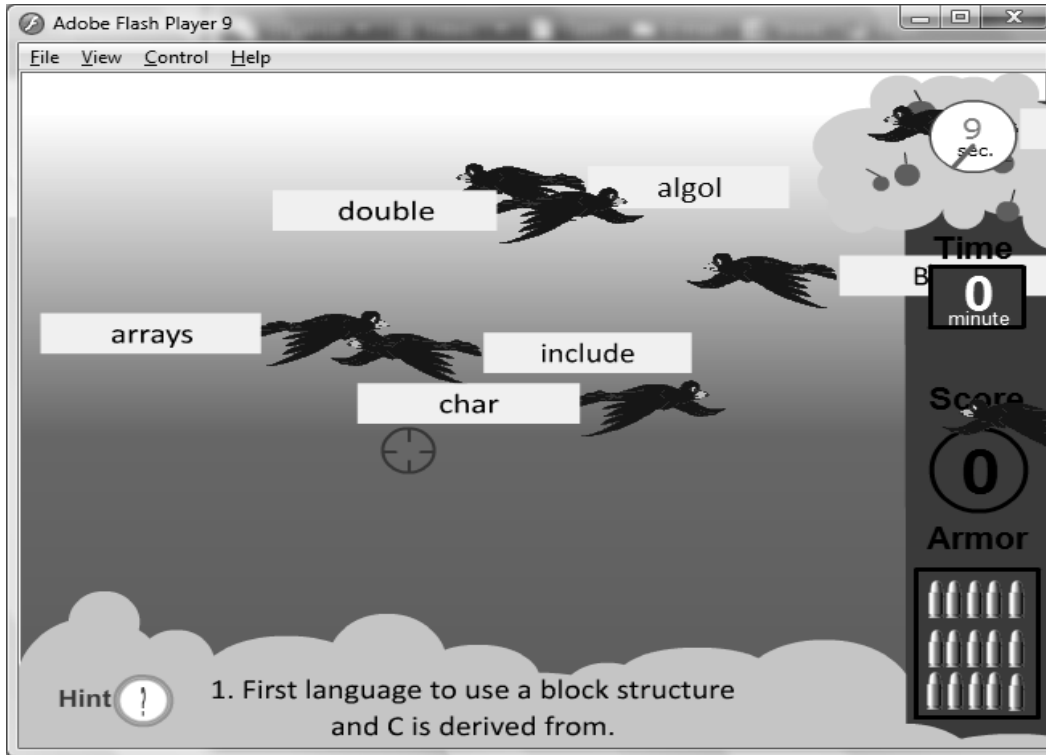 Adobe Flash Player 9
File View Control Help
9
sec.
algol
double
Time
B
0
minute
arrays
include
char
Score
0
Armor
Hint
1. First language to use a block structure
and C is derived from.